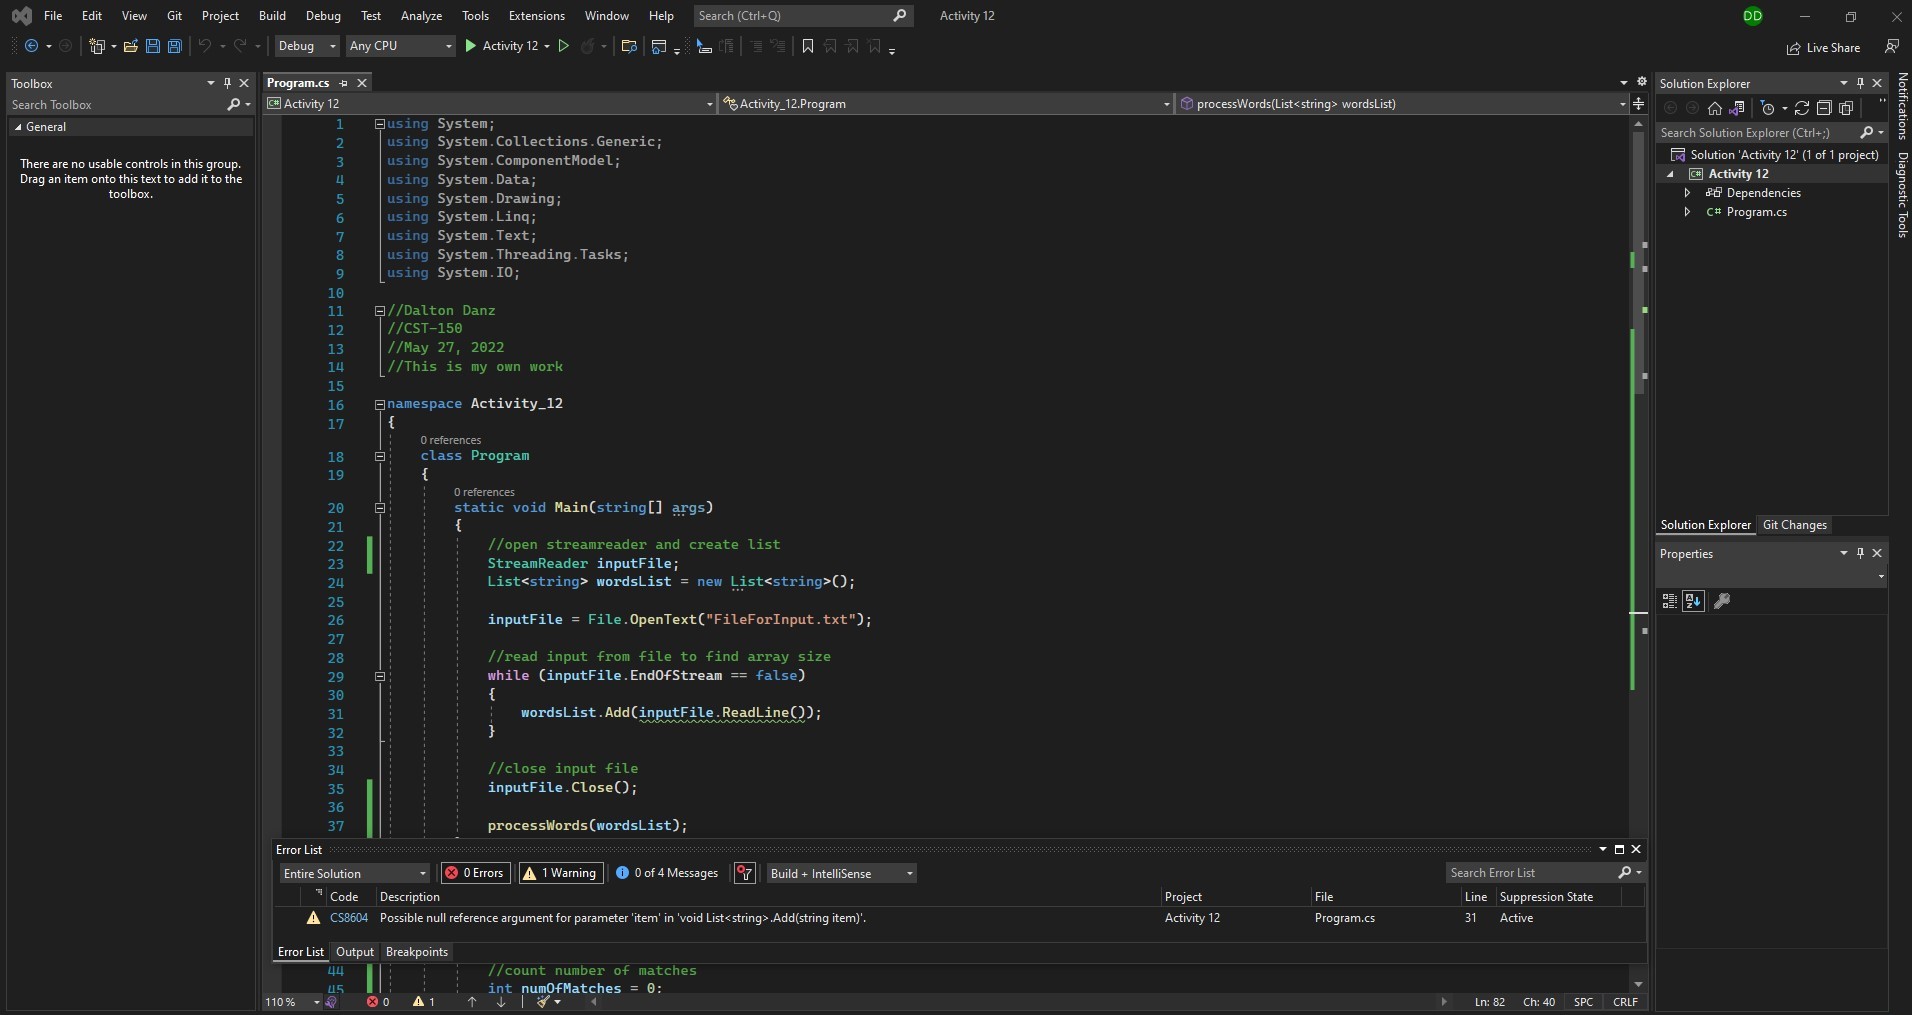 File Edit View Git Project Build Debug Test Analyze Tools Extensions Window Help Search (Ctrl+Q) Activity 12 DD
Debug Any CPU Activity 12 Live Share
Toolbox
Search Toolbox
General
There are no usable controls in this group.
Drag an item onto this text to add it to the
toolbox.
Program.cs
C# Activity 12 Activity_12.Program processWords(List<string> wordsList)
1 using System;
2 using System.Collections.Generic;
3 using System.ComponentModel;
4 using System.Data;
5 using System.Drawing;
6 using System.Linq;
7 using System.Text;
8 using System.Threading.Tasks;
9 using System.IO;
10
11 //Dalton Danz
12 //CST-150
13 //May 27, 2022
14 //This is my own work
15
16 namespace Activity_12
17 {
0 references
18 class Program
19 {
0 references
20 static void Main(string[] args)
21 {
22 //open streamreader and create list
23 StreamReader inputFile;
24 List<string> wordsList = new List<string>();
25
26 inputFile = File.OpenText("FileForInput.txt");
27
28 //read input from file to find array size
29 while (inputFile.EndOfStream == false)
30 {
31 wordsList.Add(inputFile.ReadLine());
32 }
33
34 //close input file
35 inputFile.Close();
36
37 processWords(wordsList);
Error List
Entire Solution 0 Errors 1 Warning 0 of 4 Messages Build + IntelliSense Search Error List
Code Description Project File Line Suppression State
CS8604 Possible null reference argument for parameter 'item' in 'void List<string>.Add(string item)'. Activity 12 Program.cs 31 Active
Error List Output Breakpoints
44 //count number of matches
45 int numOfMatches = 0;
110 % 0 1 Ln: 82 Ch: 40 SPC CRLF
Solution Explorer
Search Solution Explorer (Ctrl+;)
Solution 'Activity 12' (1 of 1 project)
C# Activity 12
Dependencies
C# Program.cs
Solution Explorer Git Changes
Properties
Notifications
Diagnostic Tools